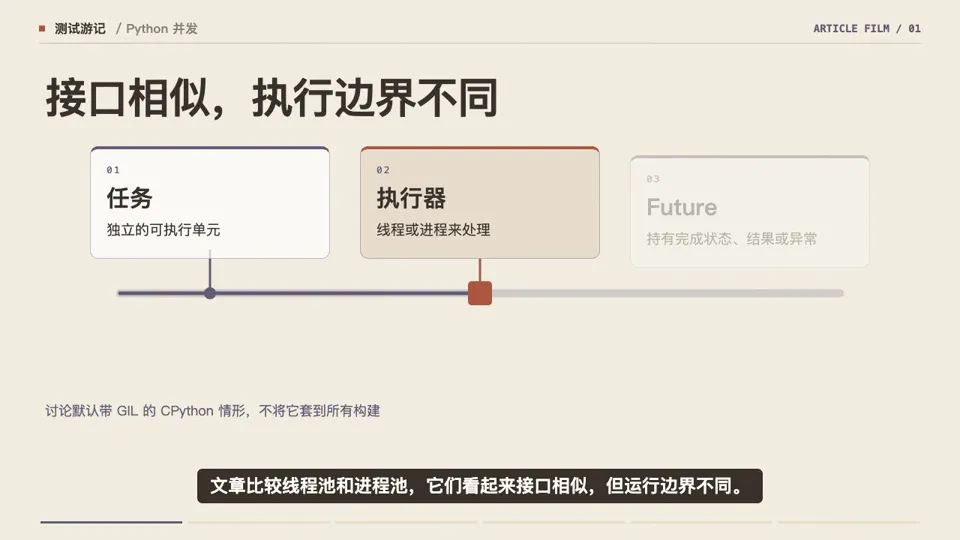 测试游记 / Python 并发
ARTICLE FILM / 01
接口相似，执行边界不同
01
任务
独立的可执行单元
02
执行器
线程或进程来处理
03
Future
持有完成状态、结果或异常
讨论默认带 GIL 的 CPython 情形，不将它套到所有构建
文章比较线程池和进程池，它们看起来接口相似，但运行边界不同。